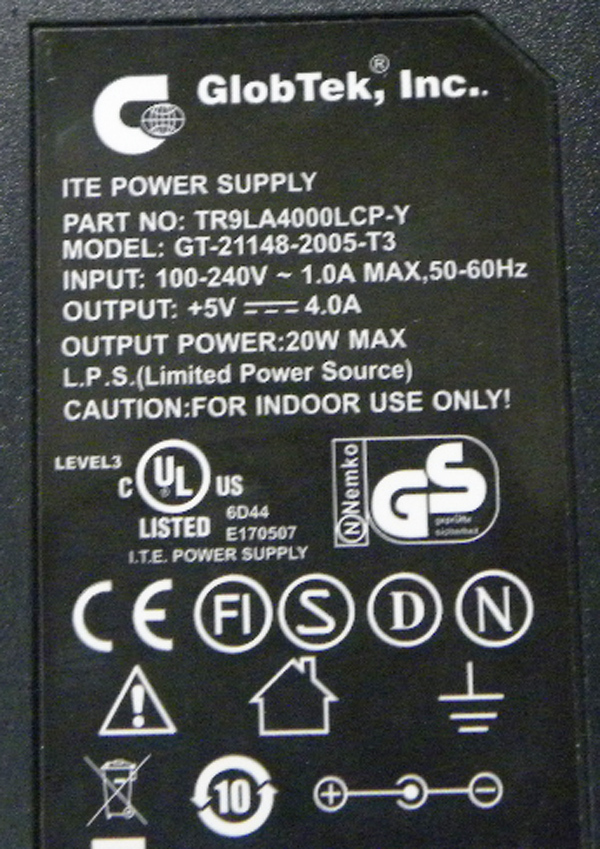 GlobTek, Inc.®.
ITE POWER SUPPLY
PART NO: TR9LA4000LCP-Y
MODEL: GT-21148-2005-T3
INPUT: 100-240V ~ 1.0A MAX,50-60Hz
OUTPUT: +5V ⎓ 4.0A
OUTPUT POWER:20W MAX
L.P.S.(Limited Power Source)
CAUTION:FOR INDOOR USE ONLY!
LEVEL3
C UL® US
LISTED
6D44
E170507
I.T.E. POWER SUPPLY
N Nemko
GS
geprüfte
sicherheit
CE FI S D N
10